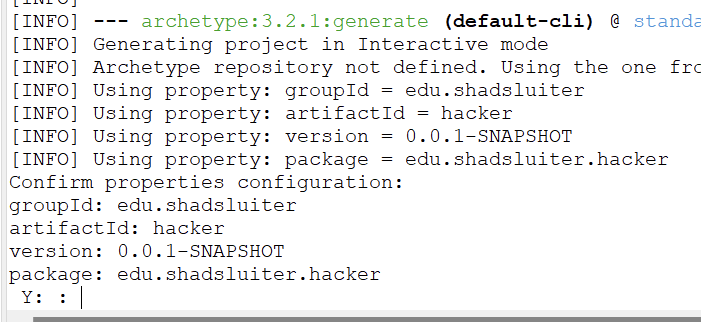 [INFO]
[INFO] --- archetype:3.2.1:generate (default-cli) @ standa
[INFO] Generating project in Interactive mode
[INFO] Archetype repository not defined. Using the one fro
[INFO] Using property: groupId = edu.shadsluiter
[INFO] Using property: artifactId = hacker
[INFO] Using property: version = 0.0.1-SNAPSHOT
[INFO] Using property: package = edu.shadsluiter.hacker
Confirm properties configuration:
groupId: edu.shadsluiter
artifactId: hacker
version: 0.0.1-SNAPSHOT
package: edu.shadsluiter.hacker
Y: :